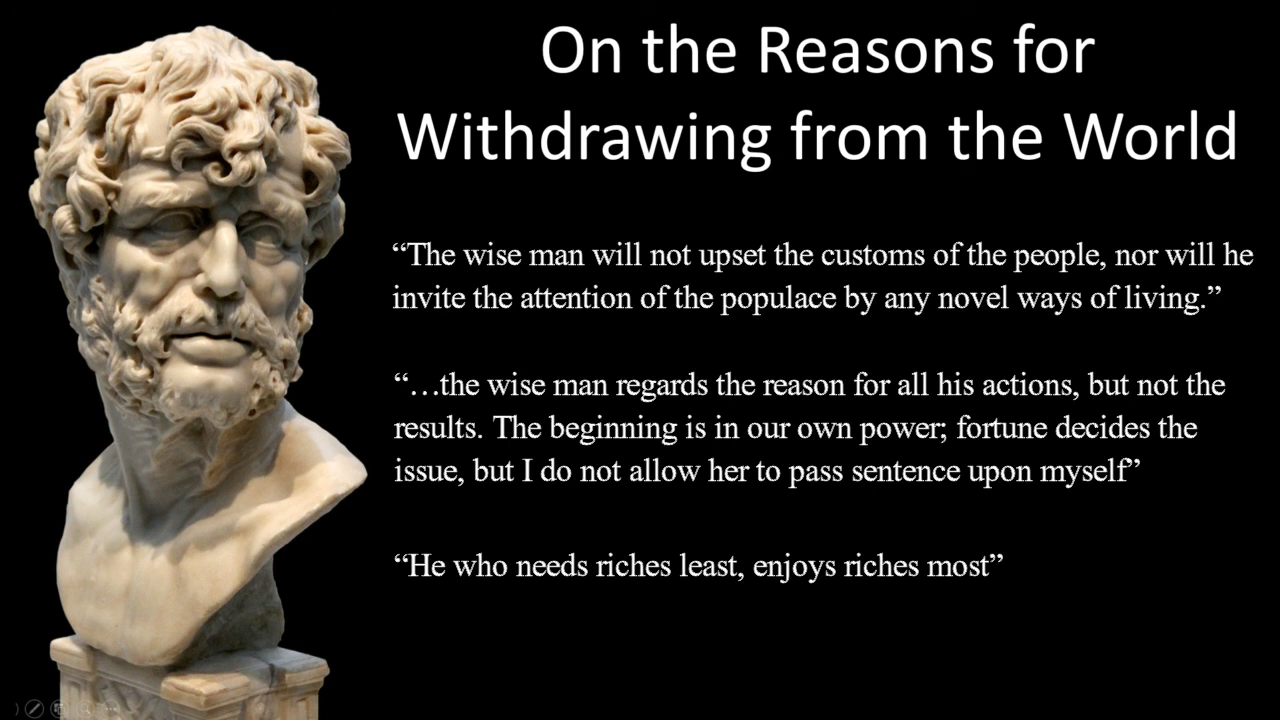 On the Reasons for
Withdrawing from the World
“The wise man will not upset the customs of the people, nor will he
invite the attention of the populace by any novel ways of living.”
“…the wise man regards the reason for all his actions, but not the
results. The beginning is in our own power; fortune decides the
issue, but I do not allow her to pass sentence upon myself”
“He who needs riches least, enjoys riches most”